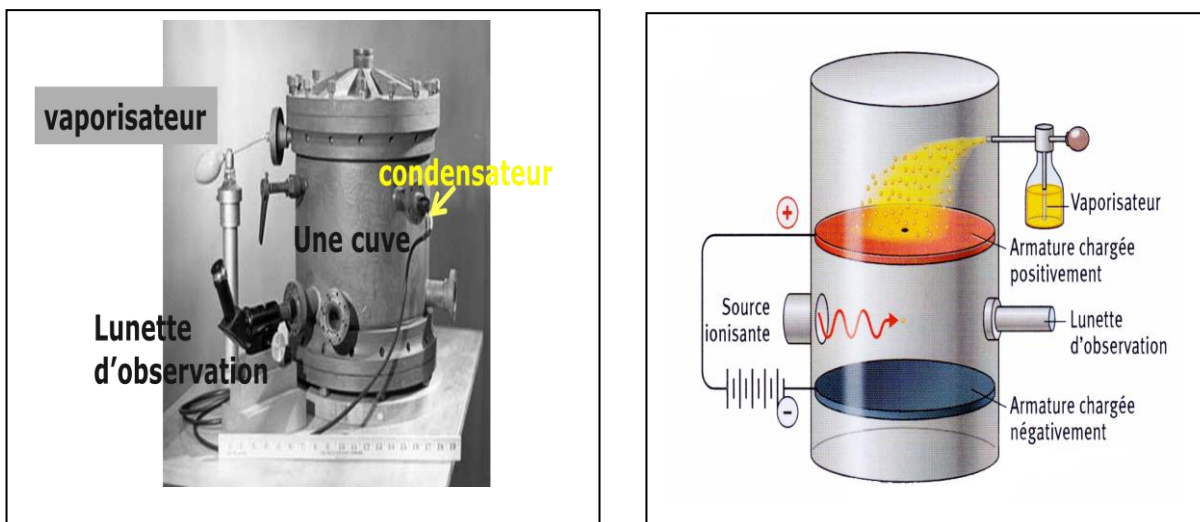 vaporisateur
condensateur
Une cuve
Lunette
d’observation
+
Vaporisateur
Armature chargée
positivement
Source
ionisante
Lunette
d’observation
−
Armature chargée
négativement